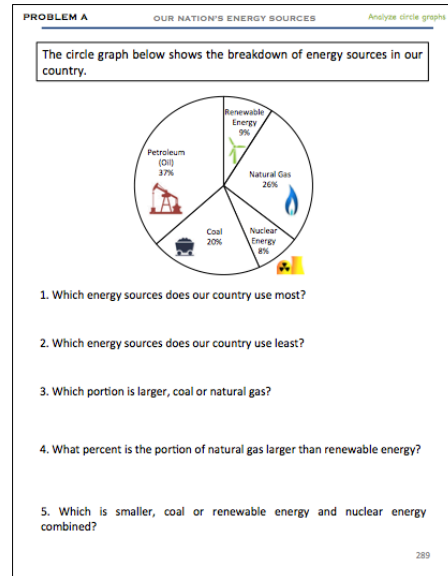 PROBLEM A
OUR NATION'S ENERGY SOURCES
Analyze circle graphs
The circle graph below shows the breakdown of energy sources in our
country.
Renewable
Energy
9%
Petroleum
(Oil)
37%
Natural Gas
26%
Coal
20%
Nuclear
Energy
8%
1. Which energy sources does our country use most?
2. Which energy sources does our country use least?
3. Which portion is larger, coal or natural gas?
4. What percent is the portion of natural gas larger than renewable energy?
5. Which is smaller, coal or renewable energy and nuclear energy
combined?
289